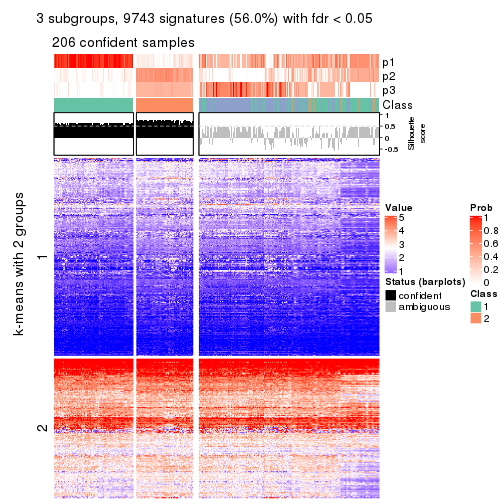 3 subgroups, 9743 signatures (56.0%) with fdr < 0.05
206 confident samples
p1
p2
p3
Class
1
0.5
0
-0.5
Silhouette
score
k-means with 2 groups
1
2
Value
5
4
3
2
1
Status (barplots)
confident
ambiguous
Prob
1
0.8
0.6
0.4
0.2
0
Class
1
2